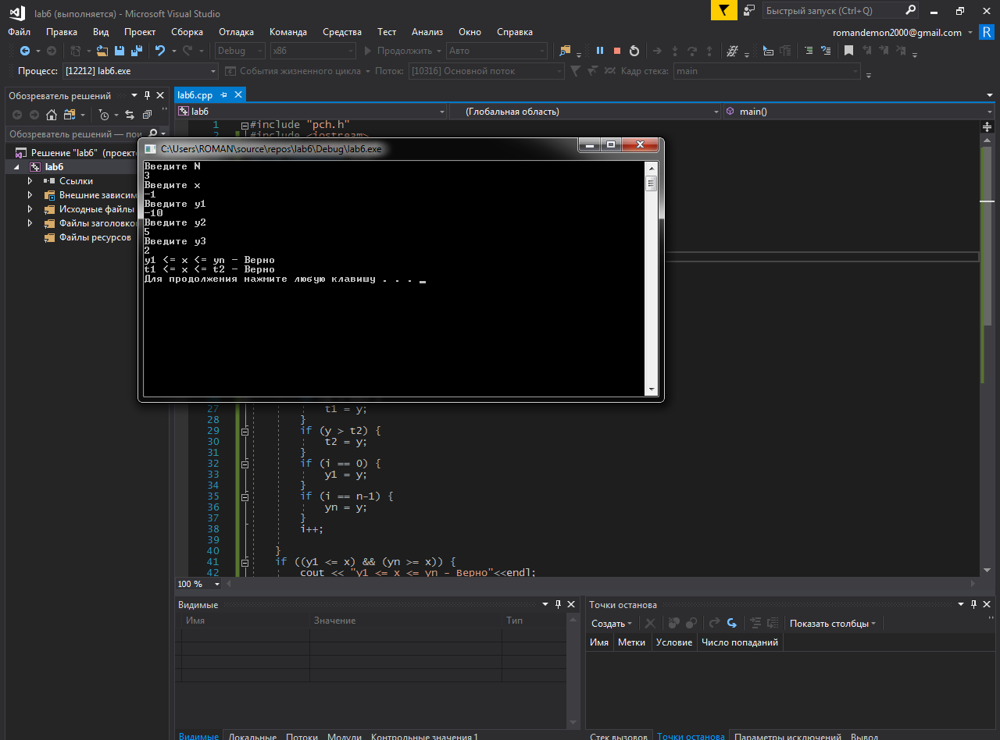 lab6 (выполняется) - Microsoft Visual Studio
Быстрый запуск (Ctrl+Q)
Файл Правка Вид Проект Сборка Отладка Команда Средства Тест Анализ Окно Справка
romandemon2000@gmail.com R
Debug x86 Продолжить Авто
Процесс: [12212] lab6.exe События жизненного цикла Поток: [10316] Основной поток Кадр стека: main
Обозреватель решений
Обозреватель решений — пои
Решение "lab6" (проекто
lab6
Ссылки
Внешние зависим
Исходные файлы
Файлы заголовко
Файлы ресурсов
lab6.cpp
lab6 (Глобальная область) main()
1 #include "pch.h"
2 #include <iostream>
C:\Users\ROMAN\source\repos\lab6\Debug\lab6.exe
Введите N
3
Введите x
-1
Введите y1
-10
Введите y2
5
Введите y3
2
y1 <= x <= yn - Верно
t1 <= x <= t2 - Верно
Для продолжения нажмите любую клавишу . . .
27 t1 = y;
28 }
29 if (y > t2) {
30 t2 = y;
31 }
32 if (i == 0) {
33 y1 = y;
34 }
35 if (i == n-1) {
36 yn = y;
37 }
38 i++;
39
40 }
41 if ((y1 <= x) && (yn >= x)) {
42 cout << "y1 <= x <= yn - Верно"<<endl;
100 %
Видимые
Имя Значение Тип
Видимые Локальные Потоки Модули Контрольные значения 1
Точки останова
Создать Показать столбцы
Имя Метки Условие Число попаданий
Стек вызовов Точки останова Параметры исключений Вывод